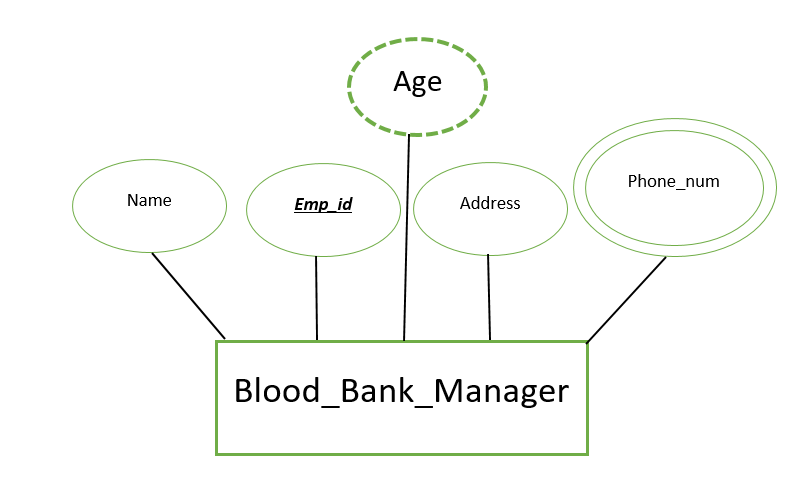 Age
Name
Emp_id
Address
Phone_num
Blood_Bank_Manager